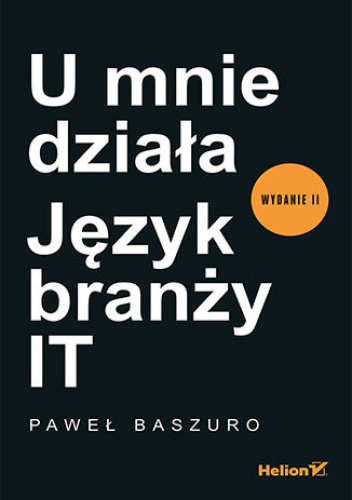 U mnie
działa
Język
branży
IT
WYDANIE II
PAWEŁ BASZURO
Helion